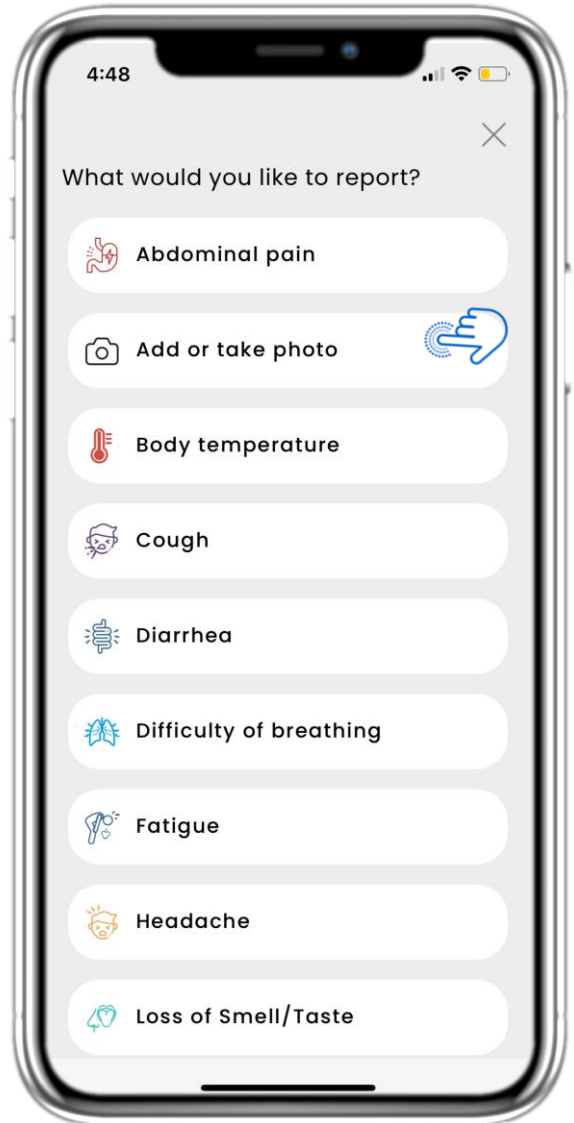 4:48
What would you like to report?
Abdominal pain
Add or take photo
Body temperature
Cough
Diarrhea
Difficulty of breathing
Fatigue
Headache
Loss of Smell/Taste